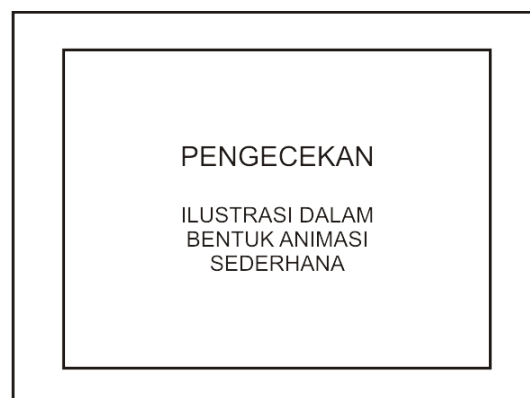 PENGECEKAN
ILUSTRASI DALAM
BENTUK ANIMASI
SEDERHANA